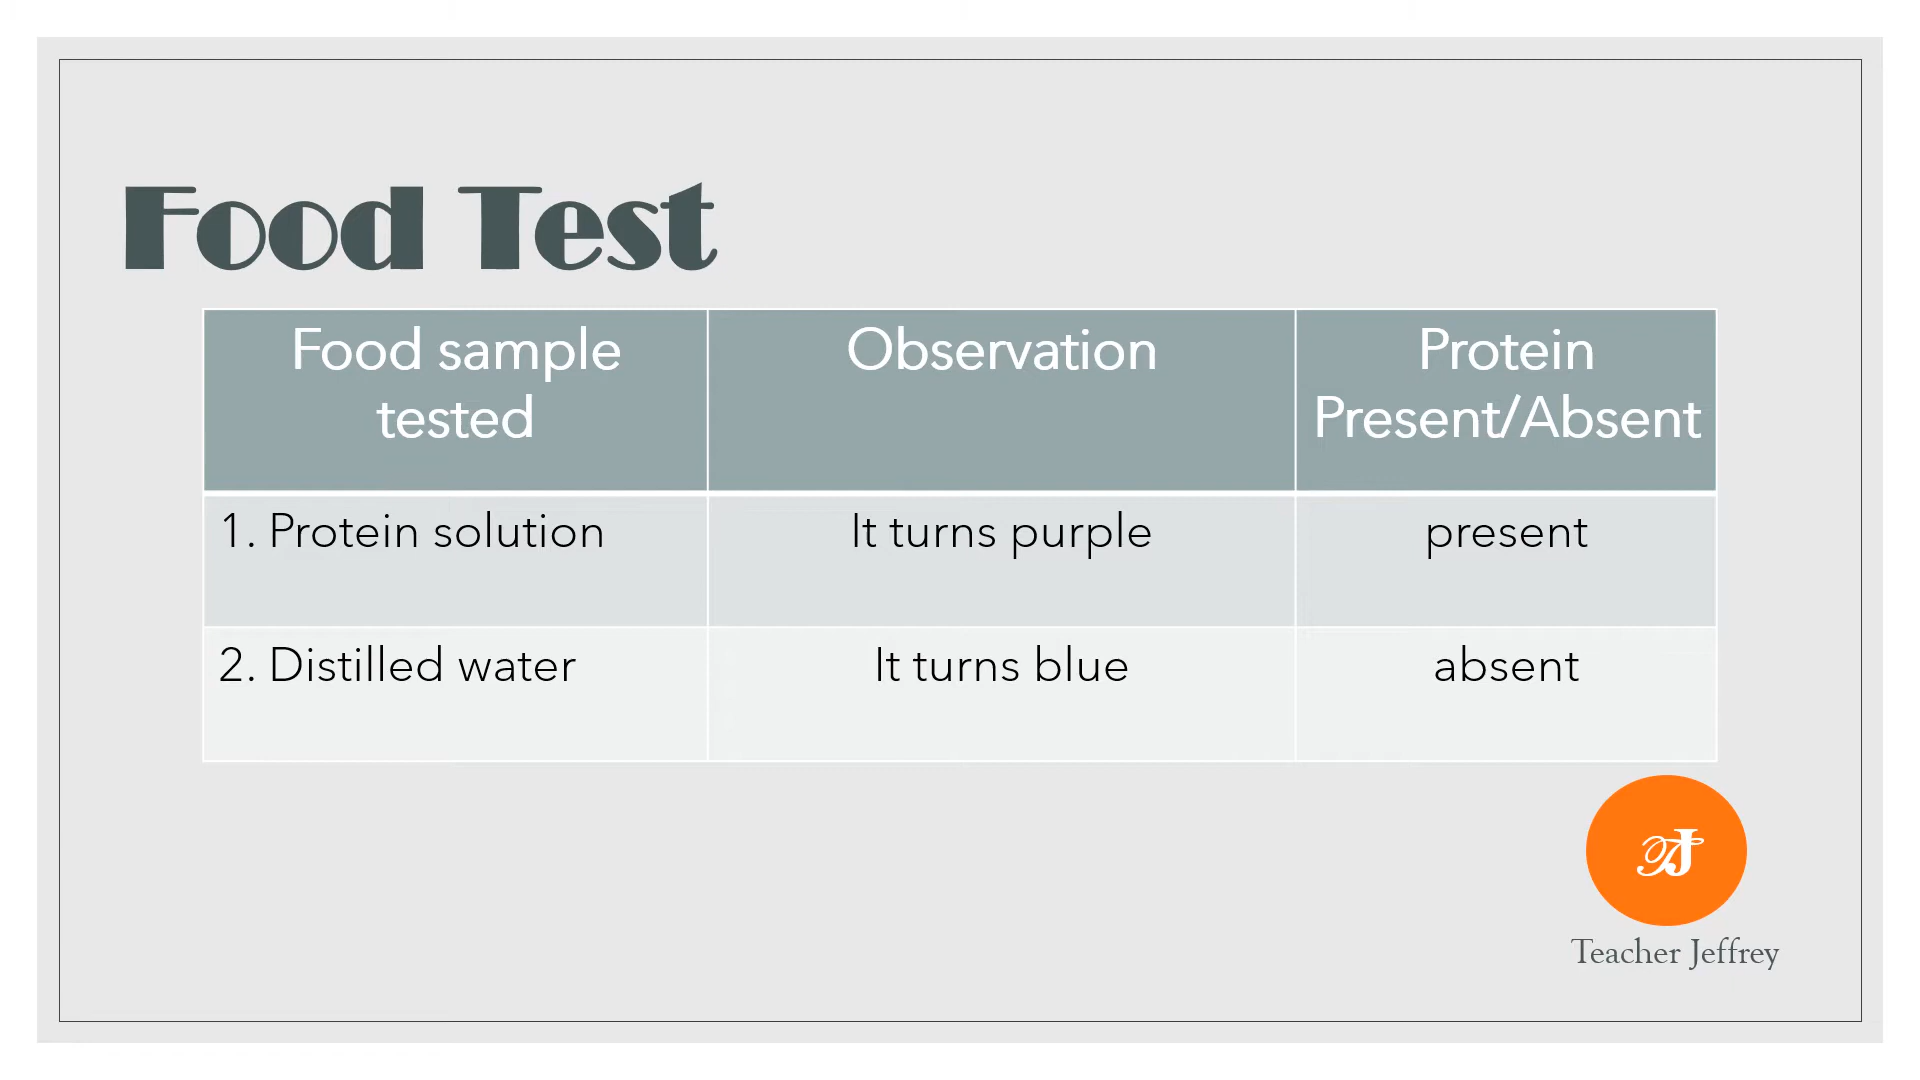 Food Test
Food sample
tested
Observation
Protein
Present/Absent
1. Protein solution
It turns purple
present
2. Distilled water
It turns blue
absent
Teacher Jeffrey